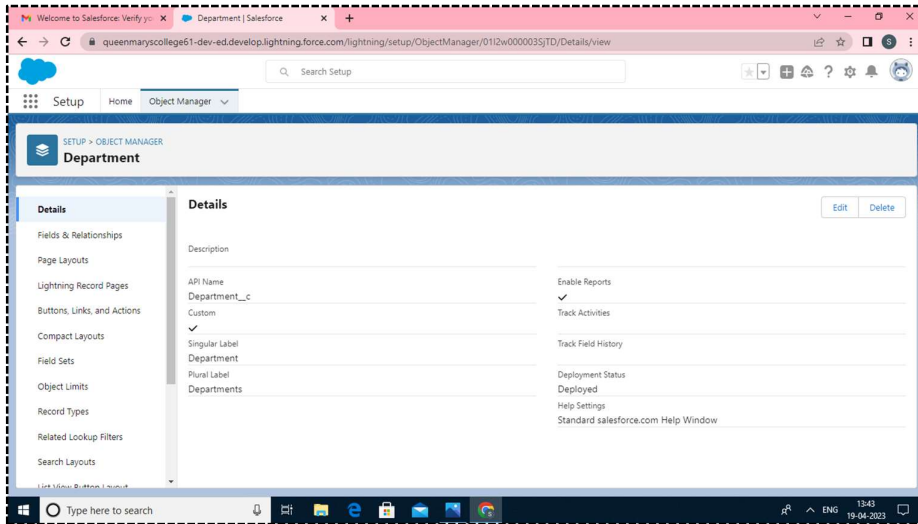 Welcome to Salesforce: Verify yo
Department | Salesforce
queenmaryscollege61-dev-ed.develop.lightning.force.com/lightning/setup/ObjectManager/01I2w000003SjTD/Details/view
S
Search Setup
Setup
Home
Object Manager
SETUP > OBJECT MANAGER
Department
Details
Fields & Relationships
Page Layouts
Lightning Record Pages
Buttons, Links, and Actions
Compact Layouts
Field Sets
Object Limits
Record Types
Related Lookup Filters
Search Layouts
List View Button Layout
Details
Edit
Delete
Description
API Name
Department__c
Custom
Singular Label
Department
Plural Label
Departments
Enable Reports
Track Activities
Track Field History
Deployment Status
Deployed
Help Settings
Standard salesforce.com Help Window
Type here to search
ENG
13:43
19-04-2023